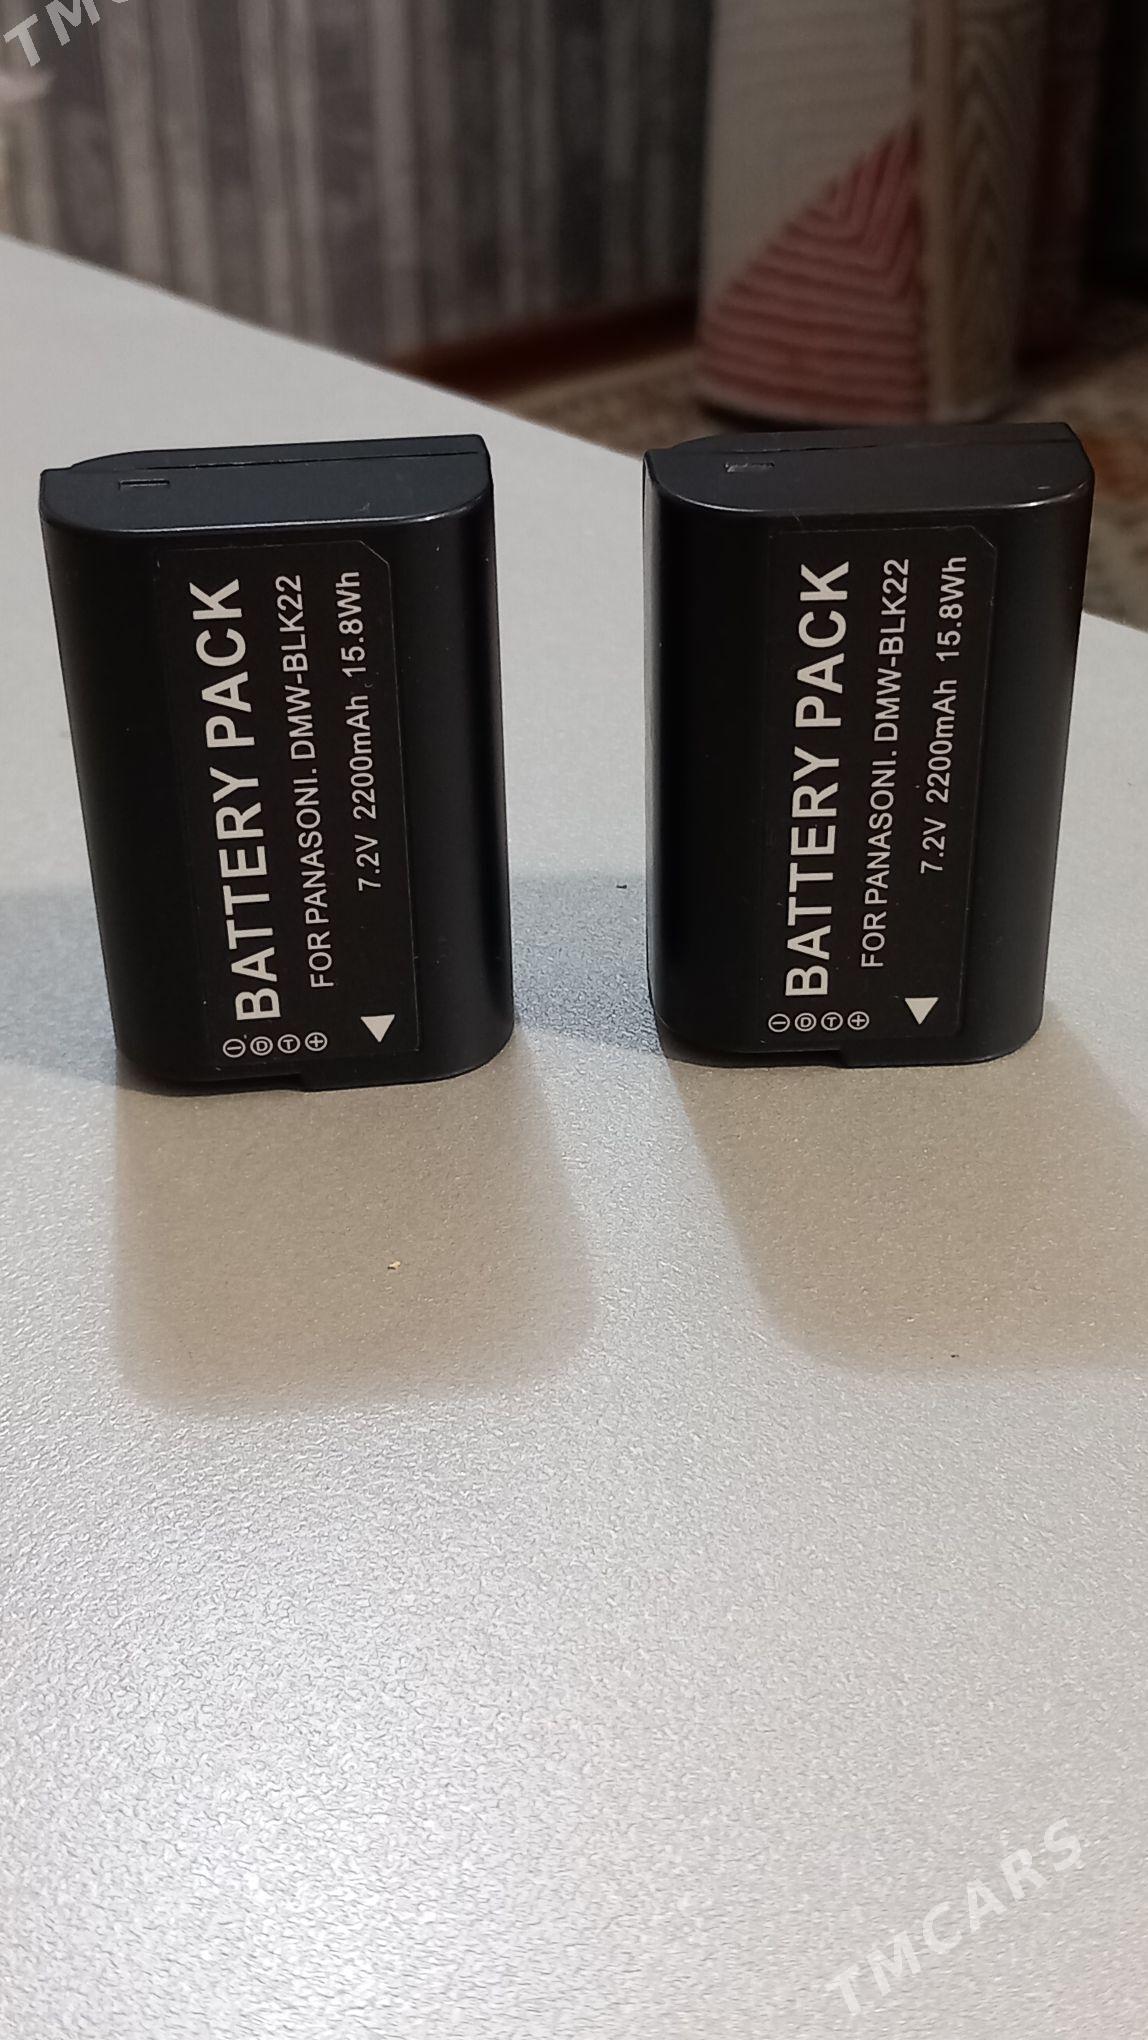 BATTERY PACK
FOR PANASONI. DMW-BLK22
7.2V 2200mAh 15.8Wh
- D T +
BATTERY PACK
FOR PANASONI. DMW-BLK22
7.2V 2200mAh 15.8Wh
- D T +
TMCARS